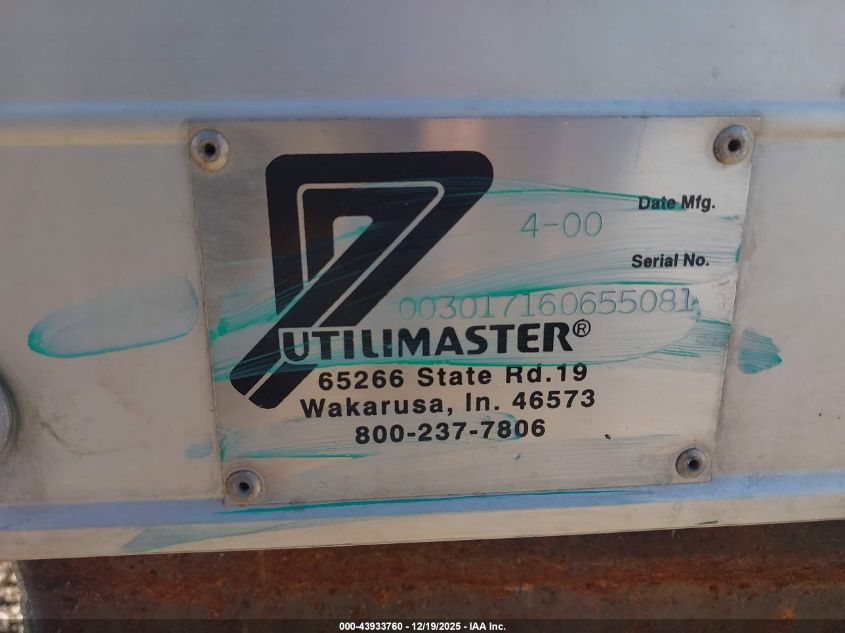 Date Mfg.
4-00
Serial No.
003017160655081
UTILIMASTER®
65266 State Rd.19
Wakarusa, In. 46573
800-237-7806
000-43933760 - 12/19/2025 - IAA Inc.